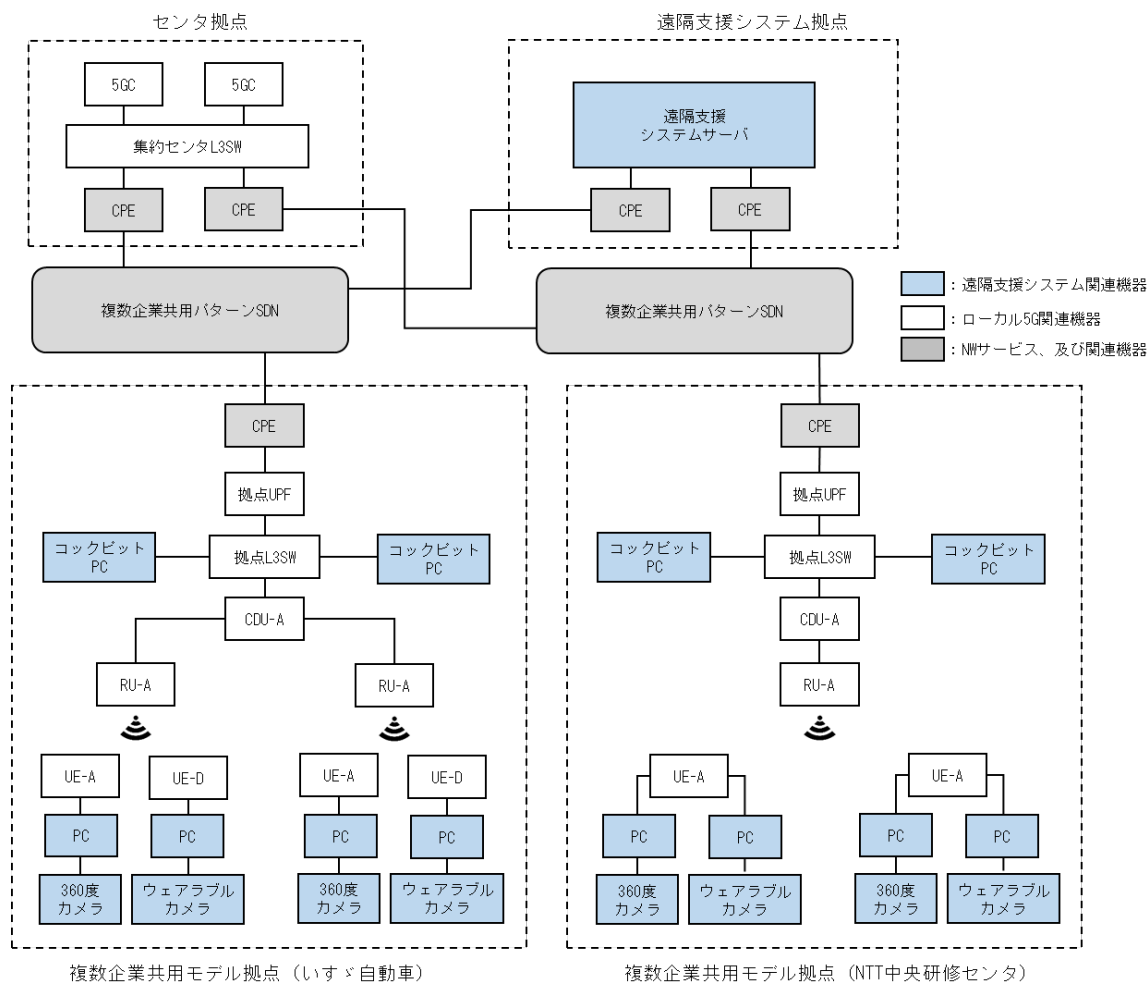 センタ拠点
遠隔支援システム拠点
5GC
5GC
集約センタL3SW
CPE
CPE
遠隔支援
システムサーバ
CPE
CPE
複数企業共用パターンSDN
複数企業共用パターンSDN
：遠隔支援システム関連機器
：ローカル5G関連機器
：NWサービス、及び関連機器
CPE
拠点UPF
コックピット
PC
拠点L3SW
コックピット
PC
CDU-A
RU-A
RU-A
UE-A
UE-D
UE-A
UE-D
PC
PC
PC
PC
360度
カメラ
ウェアラブル
カメラ
360度
カメラ
ウェアラブル
カメラ
複数企業共用モデル拠点（いすゞ自動車）
CPE
拠点UPF
コックピット
PC
拠点L3SW
コックピット
PC
CDU-A
RU-A
UE-A
UE-A
PC
PC
PC
PC
360度
カメラ
ウェアラブル
カメラ
360度
カメラ
ウェアラブル
カメラ
複数企業共用モデル拠点（NTT中央研修センタ）